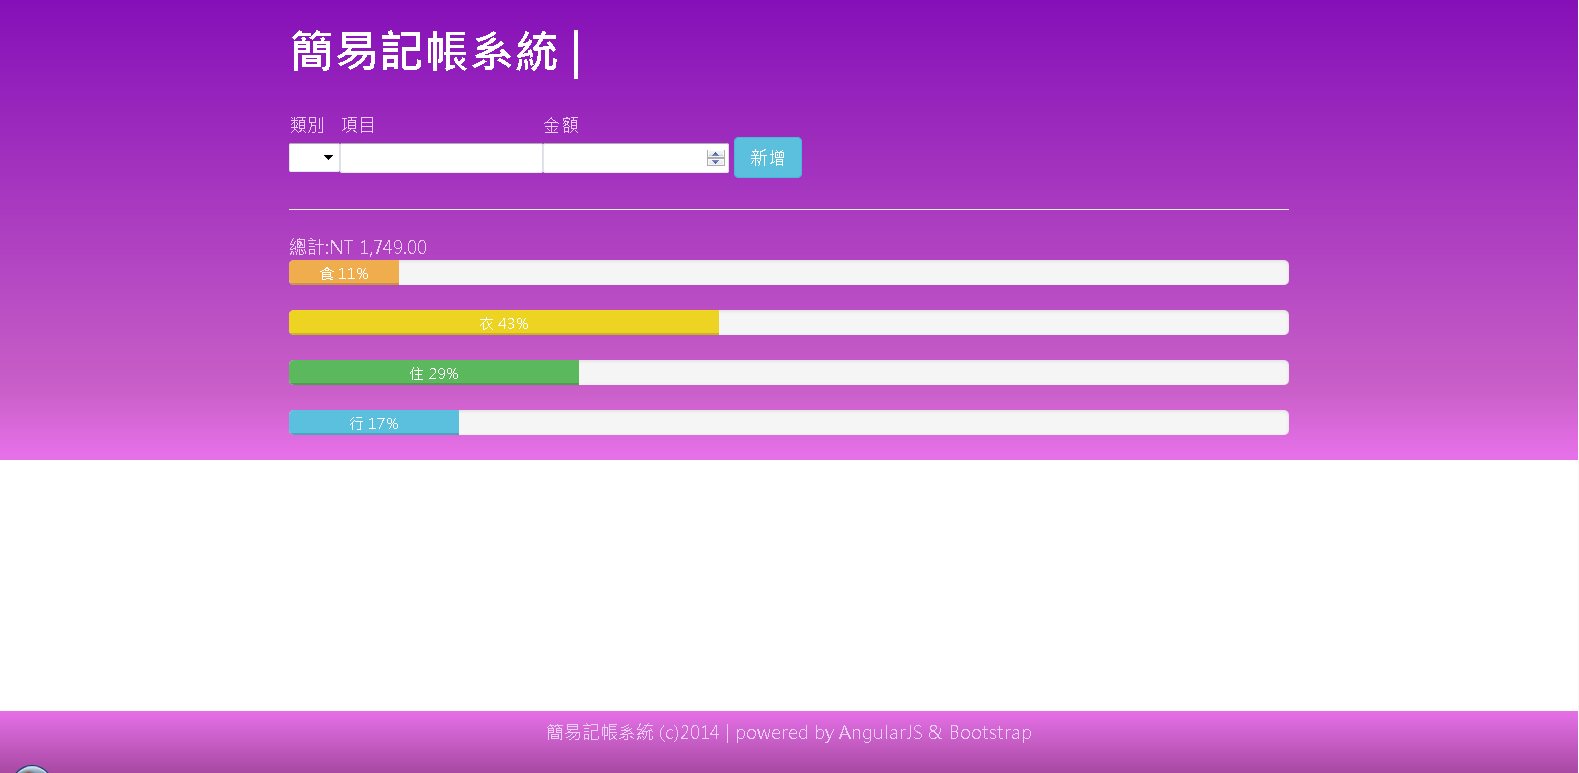 簡易記帳系統 |
類別 項目 金額
新增
總計:NT 1,749.00
食 11%
衣 43%
住 29%
行 17%
簡易記帳系統 (c)2014 | powered by AngularJS & Bootstrap